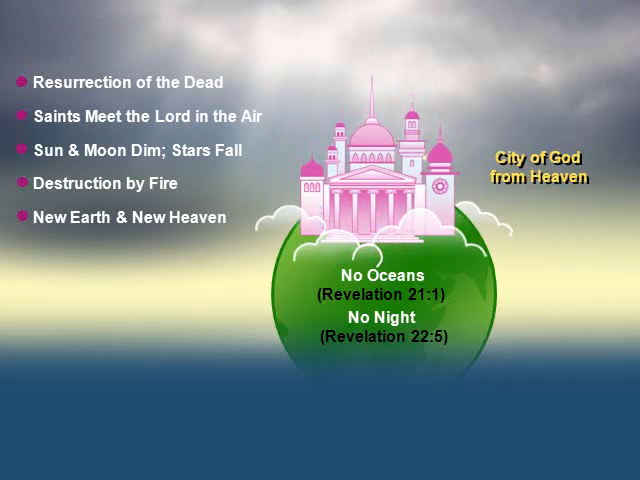 Resurrection of the Dead
Saints Meet the Lord in the Air
Sun & Moon Dim; Stars Fall
Destruction by Fire
New Earth & New Heaven
City of God
from Heaven
No Oceans
(Revelation 21:1)
No Night
(Revelation 22:5)